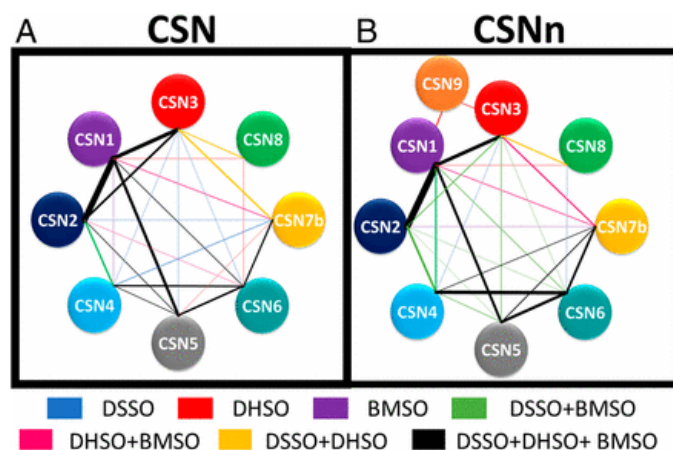 A CSN B CSNn
CSN9
CSN3 CSN3
CSN1 CSN8 CSN1 CSN8
CSN2 CSN7b CSN2 CSN7b
CSN4 CSN6 CSN4 CSN6
CSN5 CSN5
DSSO DHSO BMSO DSSO+BMSO
DHSO+BMSO DSSO+DHSO DSSO+DHSO+ BMSO